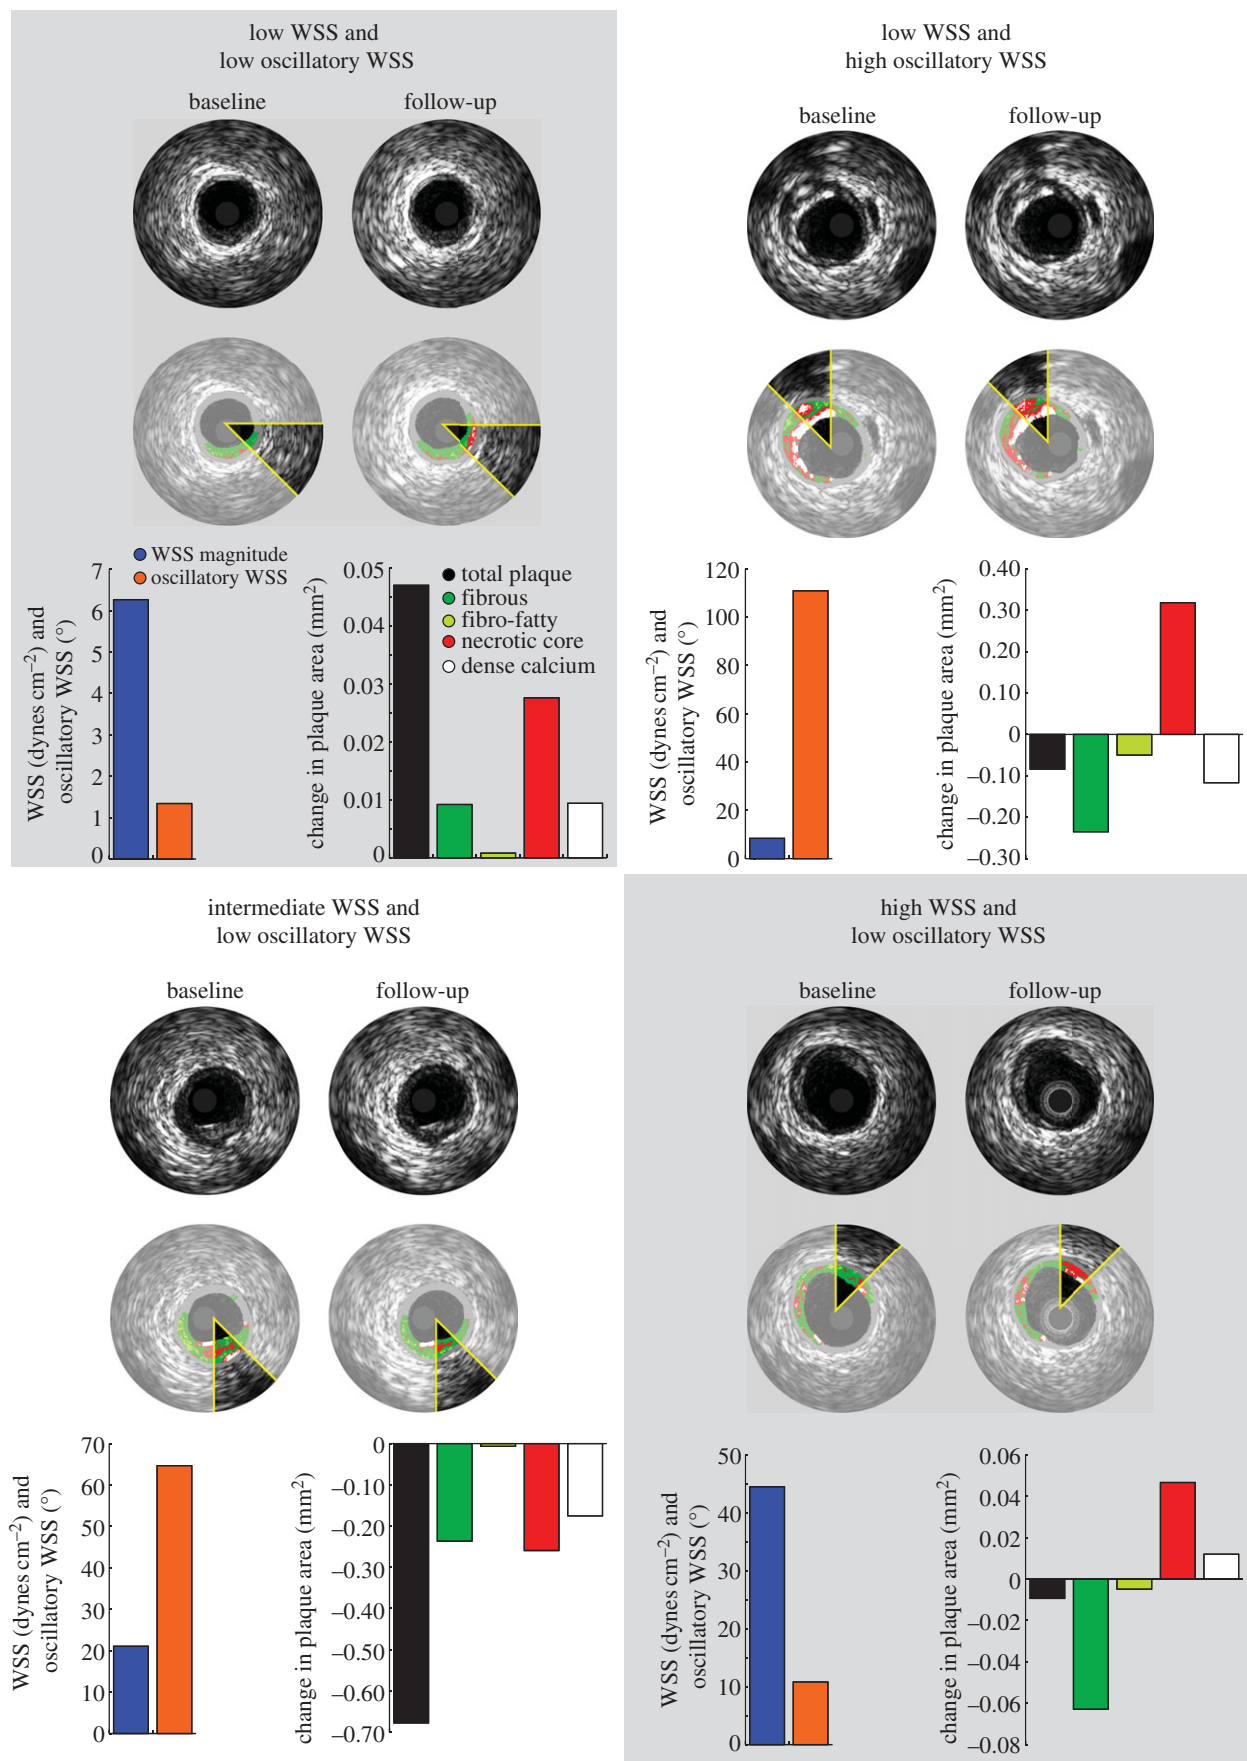 low WSS and
low oscillatory WSS
baseline
follow-up
WSS magnitude
oscillatory WSS
WSS (dynes cm−2) and
oscillatory WSS (°)
7
6
5
4
3
2
1
0
change in plaque area (mm2)
0.05
0.04
0.03
0.02
0.01
0
total plaque
fibrous
fibro-fatty
necrotic core
dense calcium
low WSS and
high oscillatory WSS
baseline
follow-up
WSS (dynes cm−2) and
oscillatory WSS (°)
120
100
80
60
40
20
0
change in plaque area (mm2)
0.40
0.30
0.20
0.10
0
−0.10
−0.20
−0.30
intermediate WSS and
low oscillatory WSS
baseline
follow-up
WSS (dynes cm−2) and
oscillatory WSS (°)
70
60
50
40
30
20
10
0
change in plaque area (mm2)
0
−0.10
−0.20
−0.30
−0.40
−0.50
−0.60
−0.70
high WSS and
low oscillatory WSS
baseline
follow-up
WSS (dynes cm−2) and
oscillatory WSS (°)
50
40
30
20
10
0
change in plaque area (mm2)
0.06
0.04
0.02
0
−0.02
−0.04
−0.06
−0.08